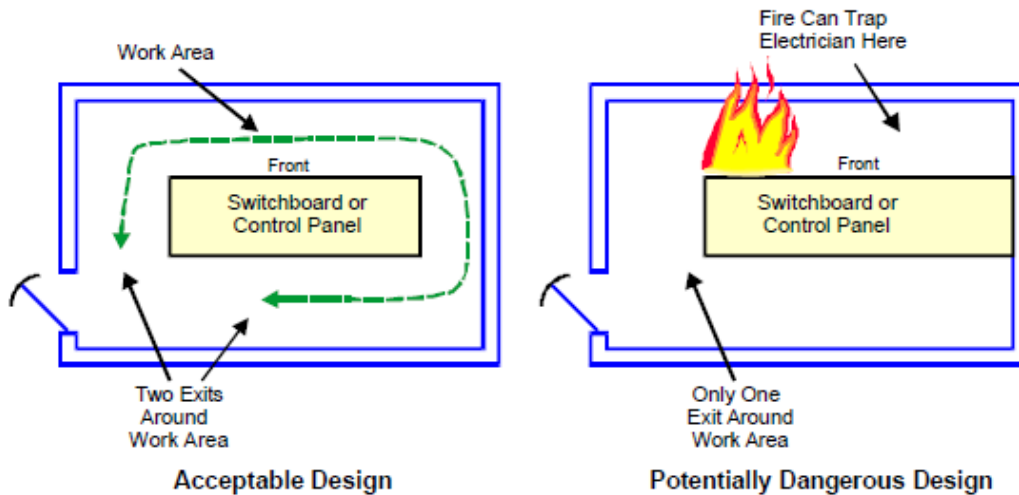 Work Area
Front
Switchboard or
Control Panel
Two Exits
Around
Work Area
Acceptable Design
Fire Can Trap
Electrician Here
Front
Switchboard or
Control Panel
Only One
Exit Around
Work Area
Potentially Dangerous Design